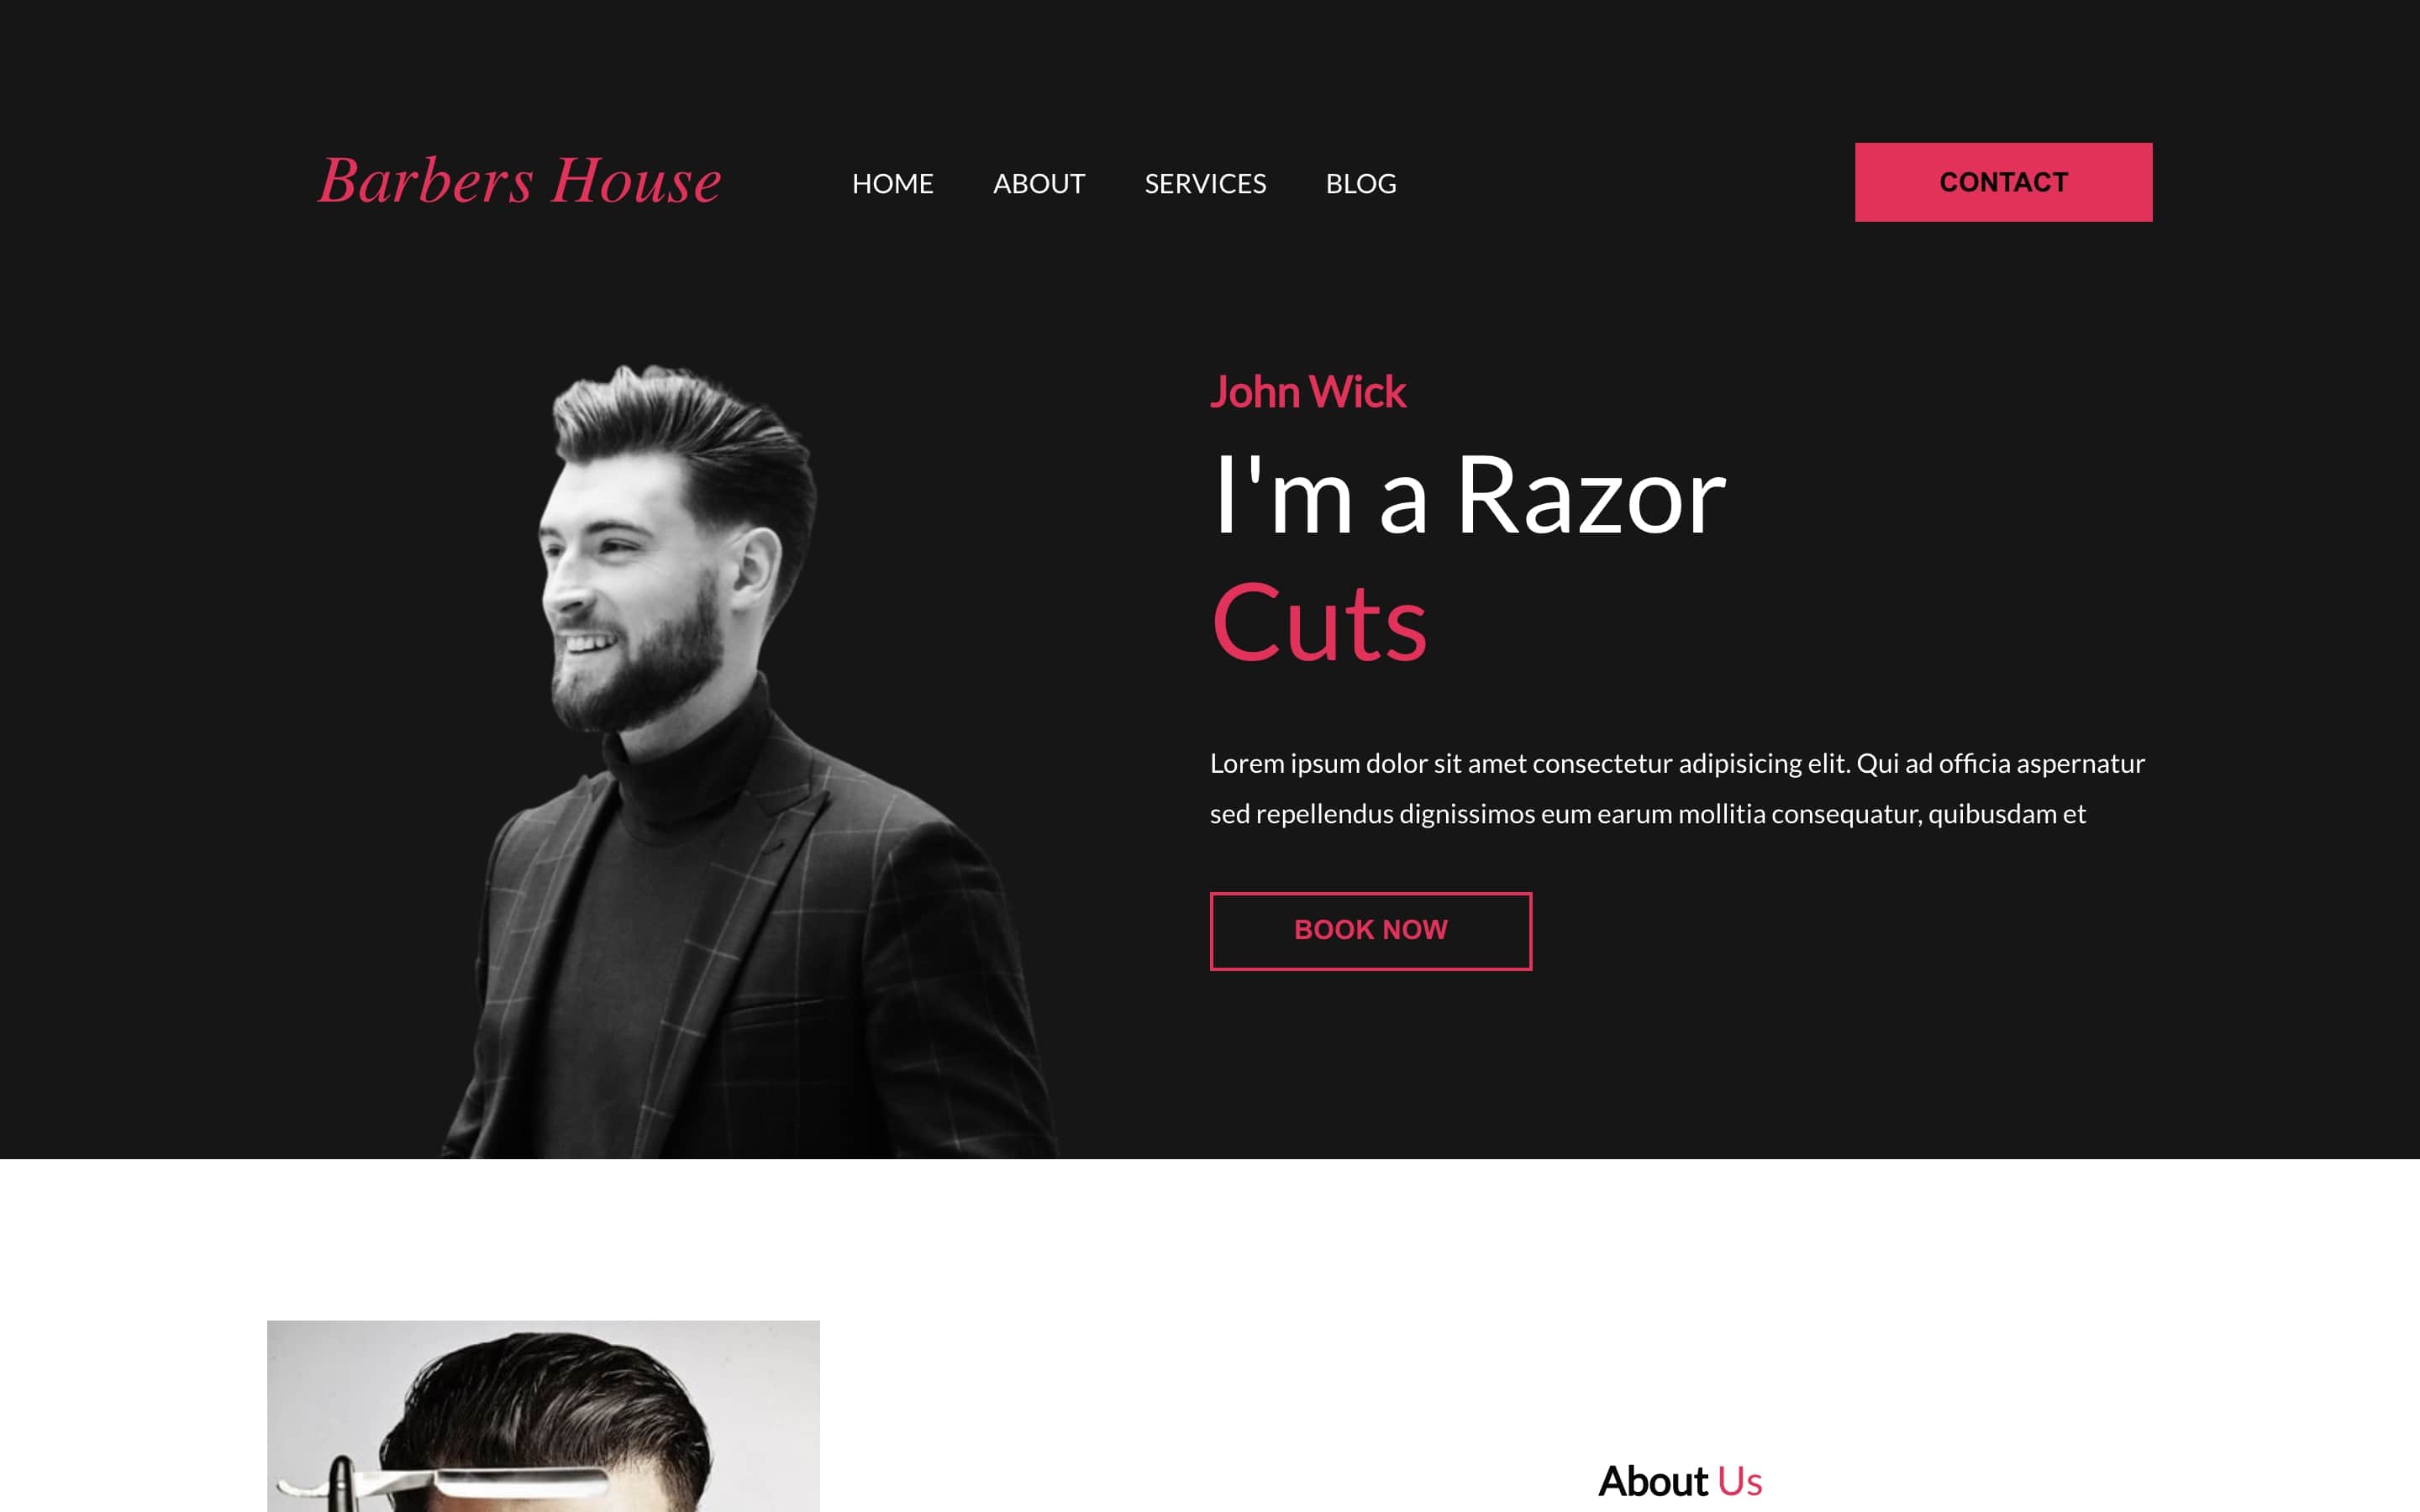 Barbers House
HOME ABOUT SERVICES BLOG
CONTACT
John Wick
I'm a Razor
Cuts
Lorem ipsum dolor sit amet consectetur adipisicing elit. Qui ad officia aspernatur
sed repellendus dignissimos eum earum mollitia consequatur, quibusdam et
BOOK NOW
About Us